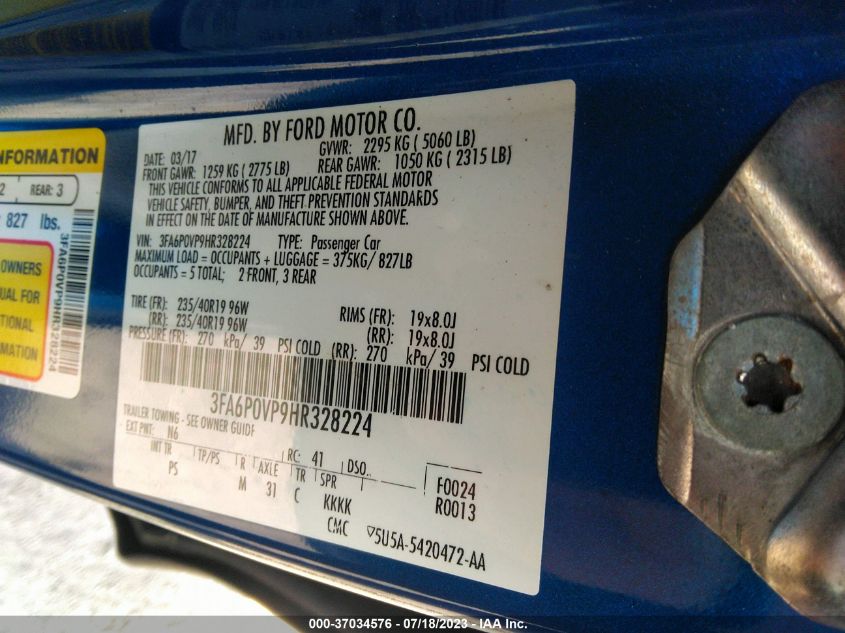 NFORMATION
2 REAR: 3
827 lbs.
3FA6P0VP9HR328224
OWNERS
UAL FOR
TIONAL
MATION
MFD. BY FORD MOTOR CO.
DATE: 03/17 GVWR: 2295 KG ( 5060 LB)
FRONT GAWR: 1259 KG ( 2775 LB) REAR GAWR: 1050 KG ( 2315 LB)
THIS VEHICLE CONFORMS TO ALL APPLICABLE FEDERAL MOTOR
VEHICLE SAFETY, BUMPER, AND THEFT PREVENTION STANDARDS
IN EFFECT ON THE DATE OF MANUFACTURE SHOWN ABOVE.
VIN: 3FA6P0VP9HR328224 TYPE: Passenger Car
MAXIMUM LOAD = OCCUPANTS + LUGGAGE = 375KG/ 827LB
OCCUPANTS = 5 TOTAL; 2 FRONT, 3 REAR
TIRE (FR): 235/40R19 96W RIMS (FR): 19x8.0J
(RR): 235/40R19 96W (RR): 19x8.0J
PRESSURE (FR): 270 kPa/ 39 PSI COLD (RR): 270 kPa/ 39 PSI COLD
3FA6P0VP9HR328224
TRAILER TOWING - SEE OWNER GUIDE
EXT PNT: N6 RC: 41 DSO:
INT TR TP/PS R AXLE TR SPR F0024
PS M 31 C KKKK R0013
CMC ▽5U5A-5420472-AA
000-37034576 / 07/18/2023 - IAA Inc.